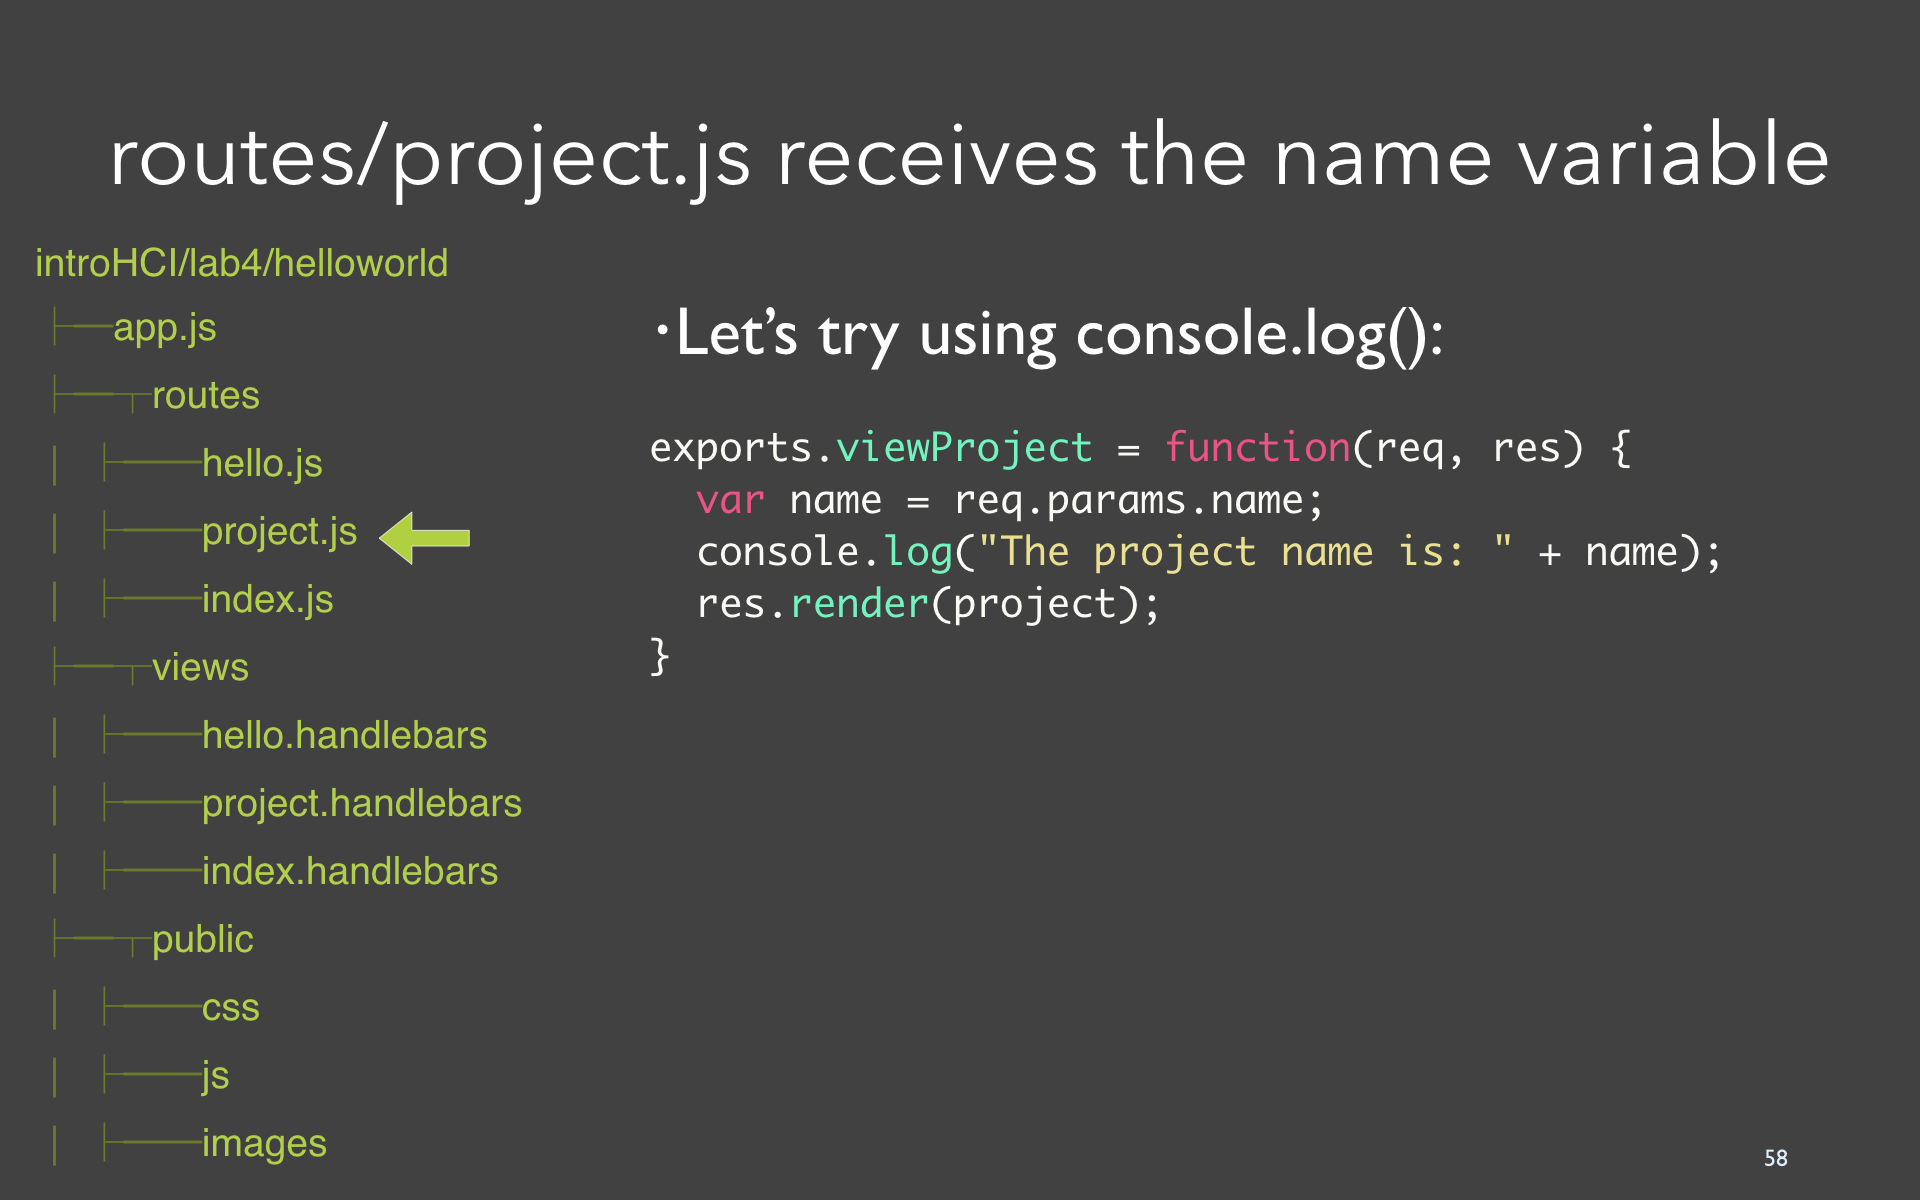 routes/project.js receives the name variable
introHCI/lab4/helloworld
├──app.js
├──┬routes
│ ├───hello.js
│ ├───project.js
│ ├───index.js
├──┬views
│ ├───hello.handlebars
│ ├───project.handlebars
│ ├───index.handlebars
├──┬public
│ ├───css
│ ├───js
│ ├───images
•Let’s try using console.log():
exports.viewProject = function(req, res) {
  var name = req.params.name;
  console.log("The project name is: " + name);
  res.render(project);
}
58